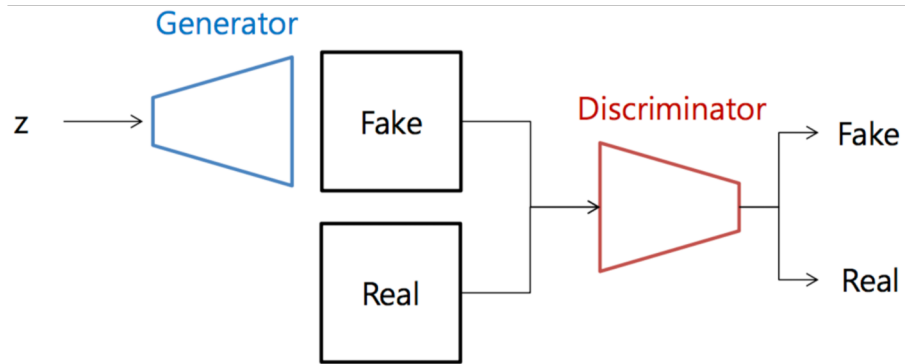 Generator
z
Fake
Real
Discriminator
Fake
Real